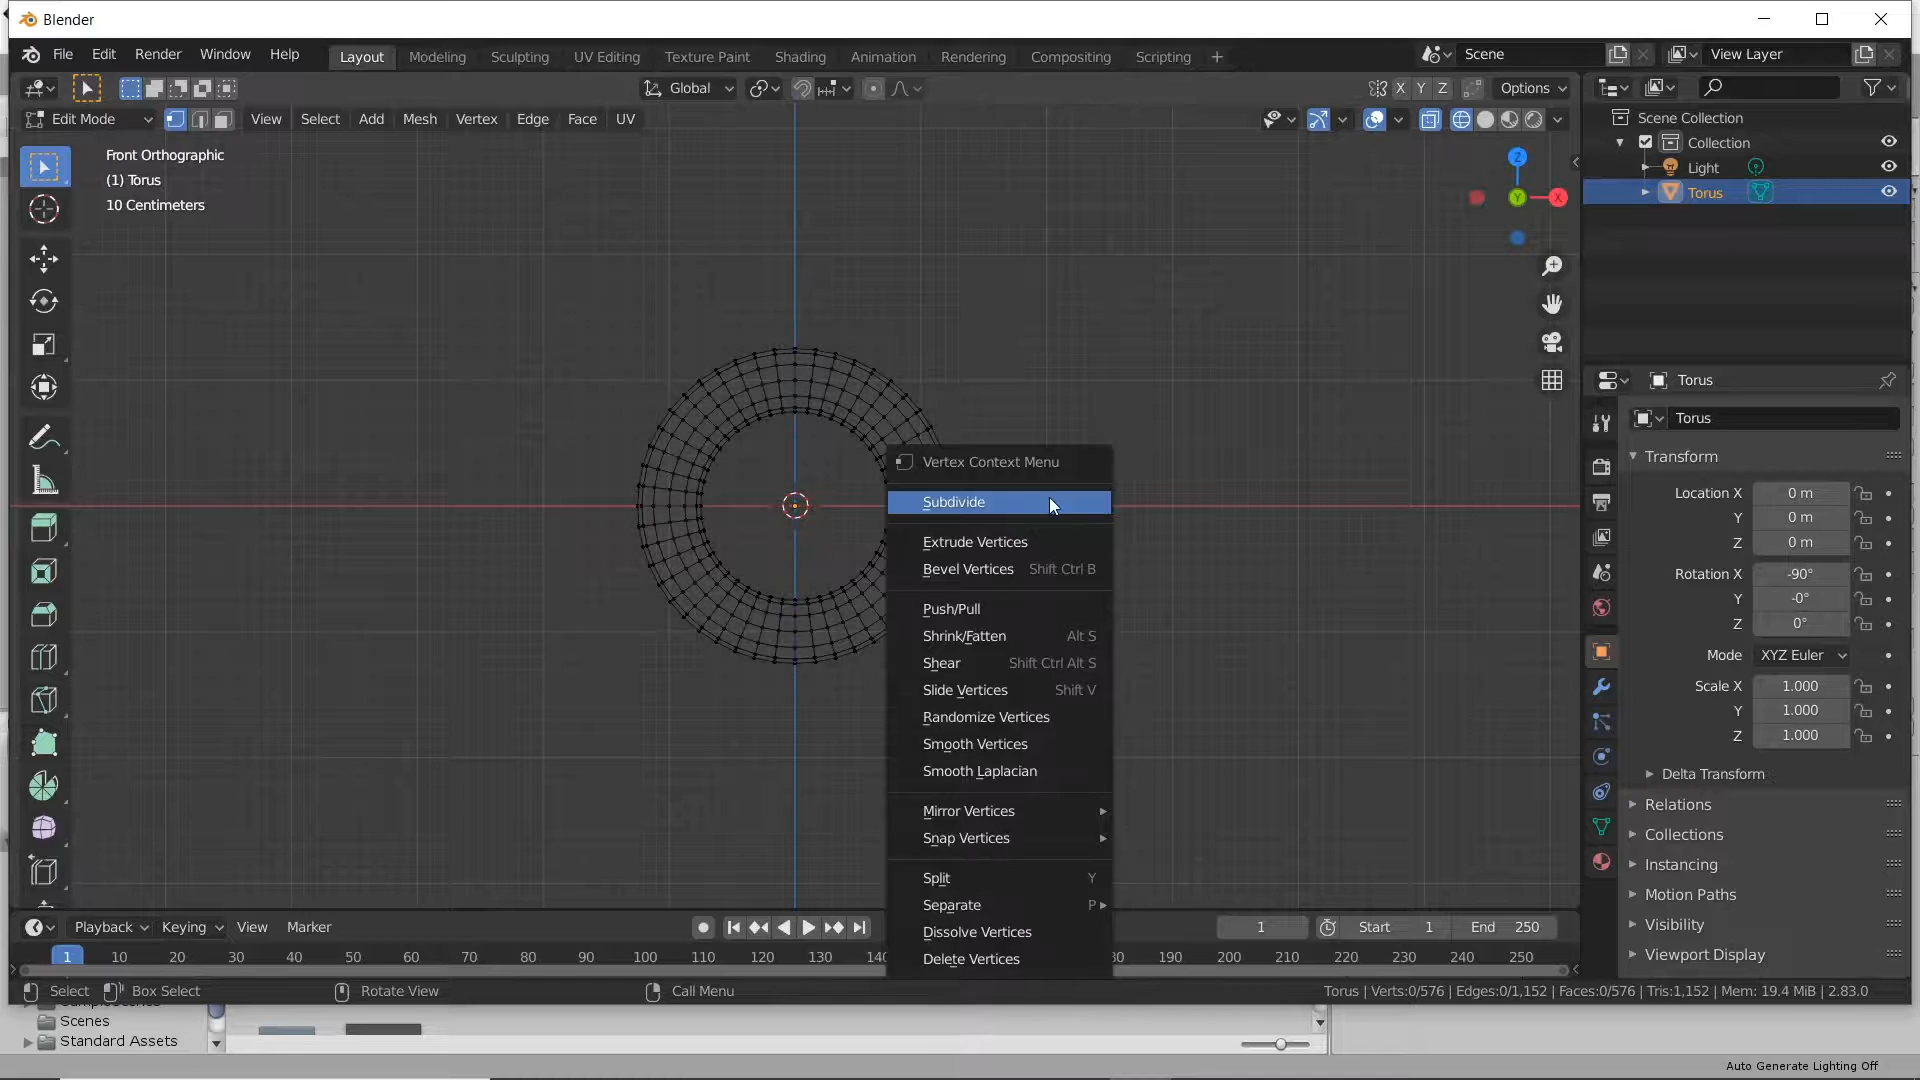 Blender
File Edit Render Window Help Layout Modeling Sculpting UV Editing Texture Paint Shading Animation Rendering Compositing Scripting + Scene View Layer
Global X Y Z Options
Edit Mode View Select Add Mesh Vertex Edge Face UV
Scene Collection
Collection
Light
Torus
Front Orthographic
(1) Torus
10 Centimeters
Z
Y
X
Vertex Context Menu
Subdivide
Extrude Vertices
Bevel Vertices Shift Ctrl B
Push/Pull
Shrink/Fatten Alt S
Shear Shift Ctrl Alt S
Slide Vertices Shift V
Randomize Vertices
Smooth Vertices
Smooth Laplacian
Mirror Vertices
Snap Vertices
Split Y
Separate P
Dissolve Vertices
Delete Vertices
Torus
Torus
Transform
Location X 0 m
Y 0 m
Z 0 m
Rotation X -90°
Y -0°
Z 0°
Mode XYZ Euler
Scale X 1.000
Y 1.000
Z 1.000
Delta Transform
Relations
Collections
Instancing
Motion Paths
Visibility
Viewport Display
Playback Keying View Marker 1 Start 1 End 250
1 10 20 30 40 50 60 70 80 90 100 110 120 130 190 200 210 220 230 240 250
Select Box Select Rotate View Call Menu Torus | Verts:0/576 | Edges:0/1,152 | Faces:0/576 | Tris:1,152 | Mem: 19.4 MiB | 2.83.0
Scenes
Standard Assets
Auto Generate Lighting Off